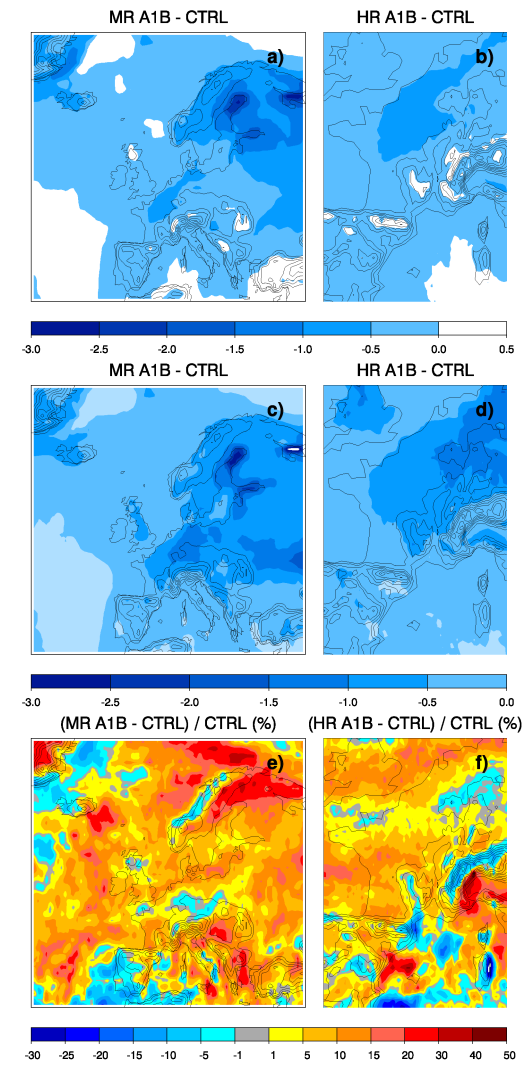 MR A1B - CTRL HR A1B - CTRL
a) b)
-3.0 -2.5 -2.0 -1.5 -1.0 -0.5 0.0 0.5
MR A1B - CTRL HR A1B - CTRL
c) d)
-3.0 -2.5 -2.0 -1.5 -1.0 -0.5 0.0
(MR A1B - CTRL) / CTRL (%) (HR A1B - CTRL) / CTRL (%)
e) f)
-30 -25 -20 -15 -10 -5 -1 1 5 10 15 20 30 40 50